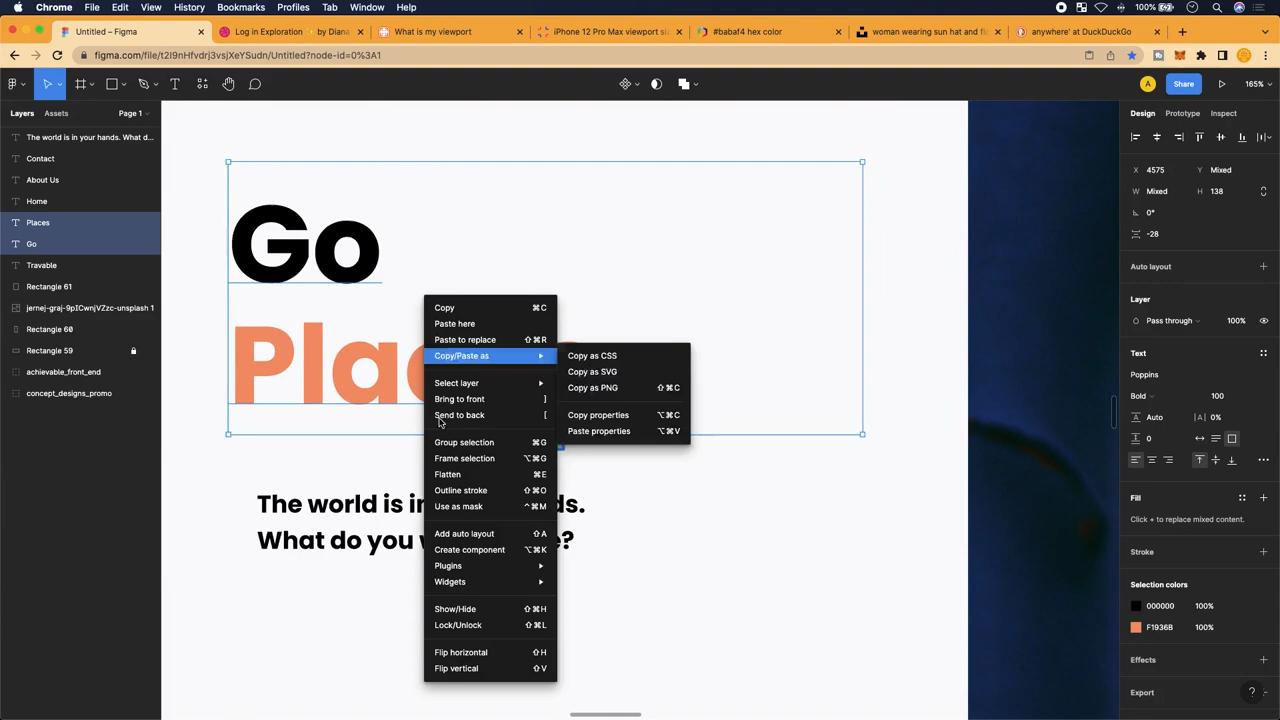 Chrome File Edit View History Bookmarks Profiles Tab Window Help 100%
Untitled – Figma
Log in Exploration ✨ by Diana
What is my viewport
iPhone 12 Pro Max viewport si
#babaf4 hex color
woman wearing sun hat and fl
anywhere' at DuckDuckGo
figma.com/file/t2I9nHfvdrj3vsjXeYSudn/Untitled?node-id=0%3A1
A
Share
165%
Layers Assets Page 1
The world is in your hands. What d...
Contact
About Us
Home
Places
Go
Travable
Rectangle 61
jernej-graj-9pICwnjVZzc-unsplash 1
Rectangle 60
Rectangle 59
achievable_front_end
concept_designs_promo
Go
Plac
The world is in
ds.
What do you w
e?
Copy ⌘C
Paste here
Paste to replace ⇧⌘R
Copy/Paste as
Select layer
Bring to front ]
Send to back [
Group selection ⌘G
Frame selection ⌥⌘G
Flatten ⌘E
Outline stroke ⇧⌘O
Use as mask ⌃⌘M
Add auto layout ⇧A
Create component ⌥⌘K
Plugins
Widgets
Show/Hide ⇧⌘H
Lock/Unlock ⇧⌘L
Flip horizontal ⇧H
Flip vertical ⇧V
Copy as CSS
Copy as SVG
Copy as PNG ⇧⌘C
Copy properties ⌥⌘C
Paste properties ⌥⌘V
Design Prototype Inspect
X 4575 Y Mixed
W Mixed H 138
0°
-28
Auto layout
Layer
Pass through 100%
Text
Poppins
Bold 100
Auto |A| 0%
0
Fill
Click + to replace mixed content.
Stroke
Selection colors
000000 100%
F1936B 100%
Effects
Export
?